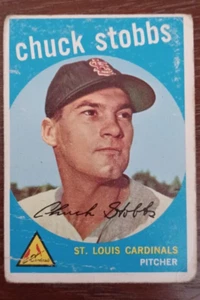 chuck stobbs
Chuck Stobbs
ST. LOUIS CARDINALS
PITCHER